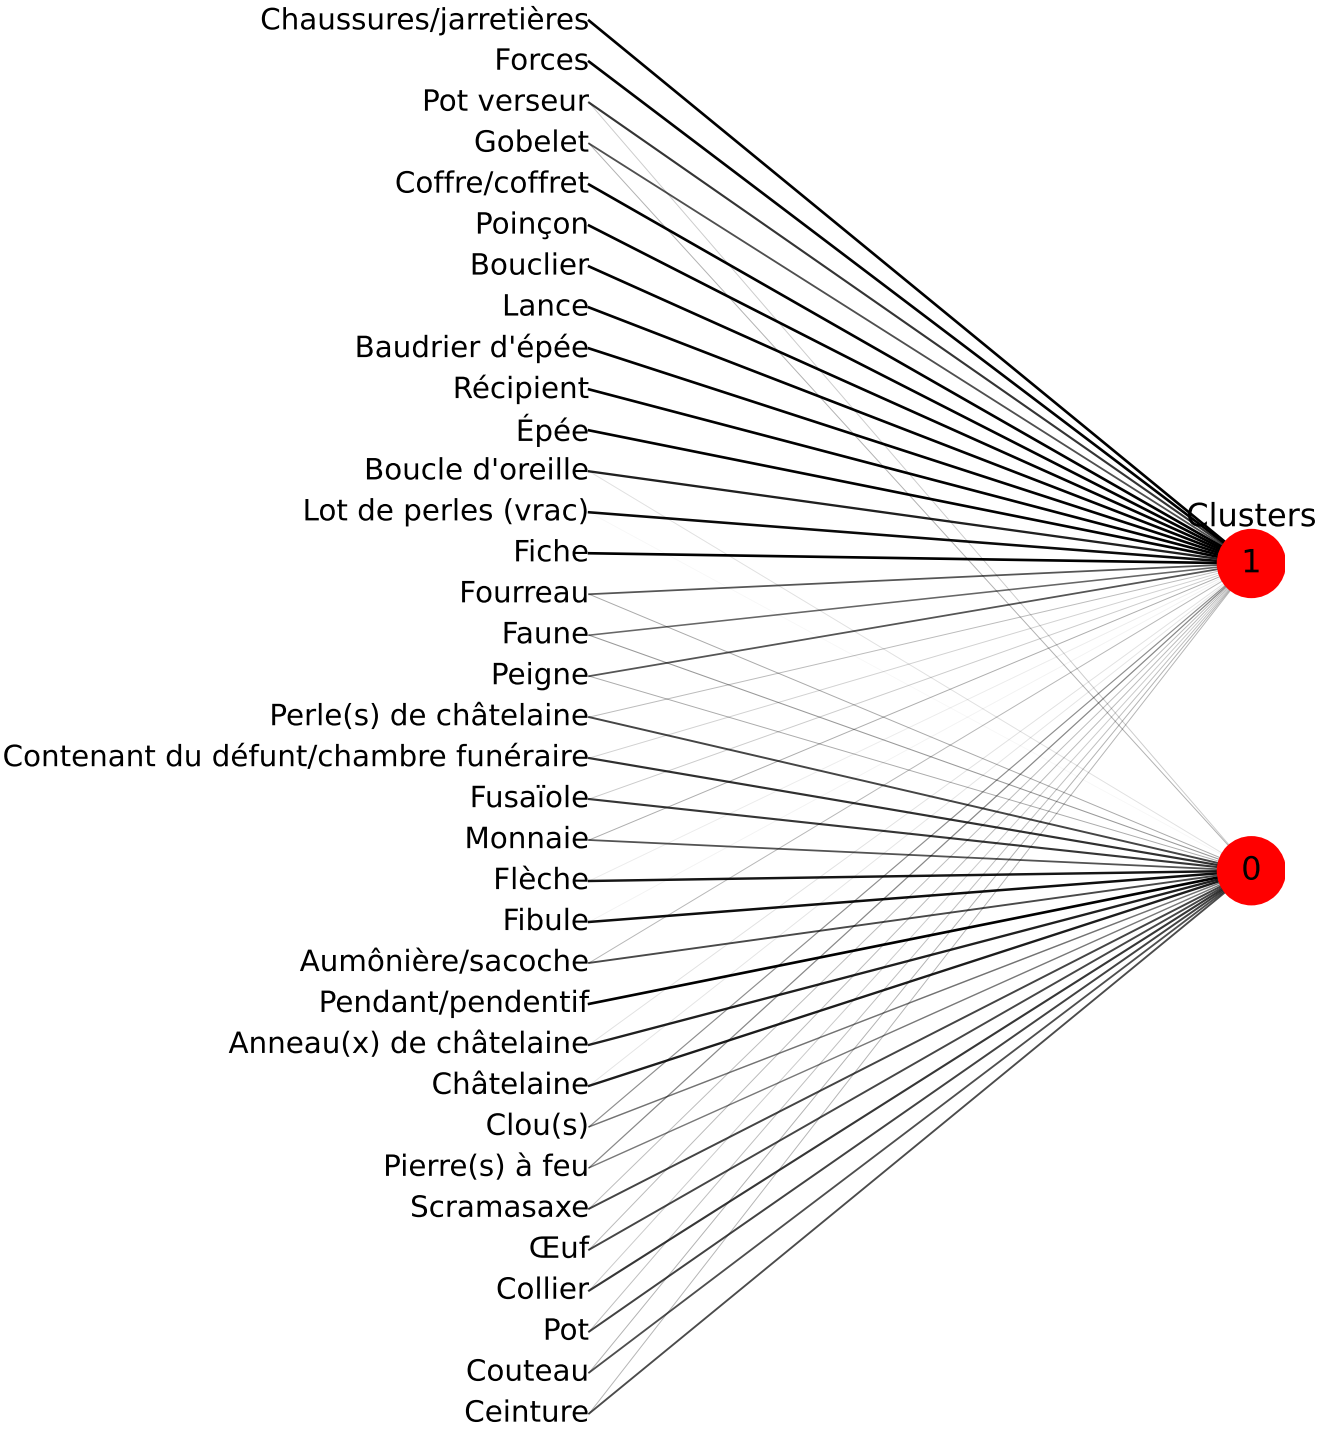 Chaussures/jarretières
Forces
Pot verseur
Gobelet
Coffre/coffret
Poinçon
Bouclier
Lance
Baudrier d'épée
Récipient
Épée
Boucle d'oreille
Lot de perles (vrac)
Fiche
Fourreau
Faune
Peigne
Perle(s) de châtelaine
Contenant du défunt/chambre funéraire
Fusaïole
Monnaie
Flèche
Fibule
Aumônière/sacoche
Pendant/pendentif
Anneau(x) de châtelaine
Châtelaine
Clou(s)
Pierre(s) à feu
Scramasaxe
Œuf
Collier
Pot
Couteau
Ceinture
Clusters
1
0